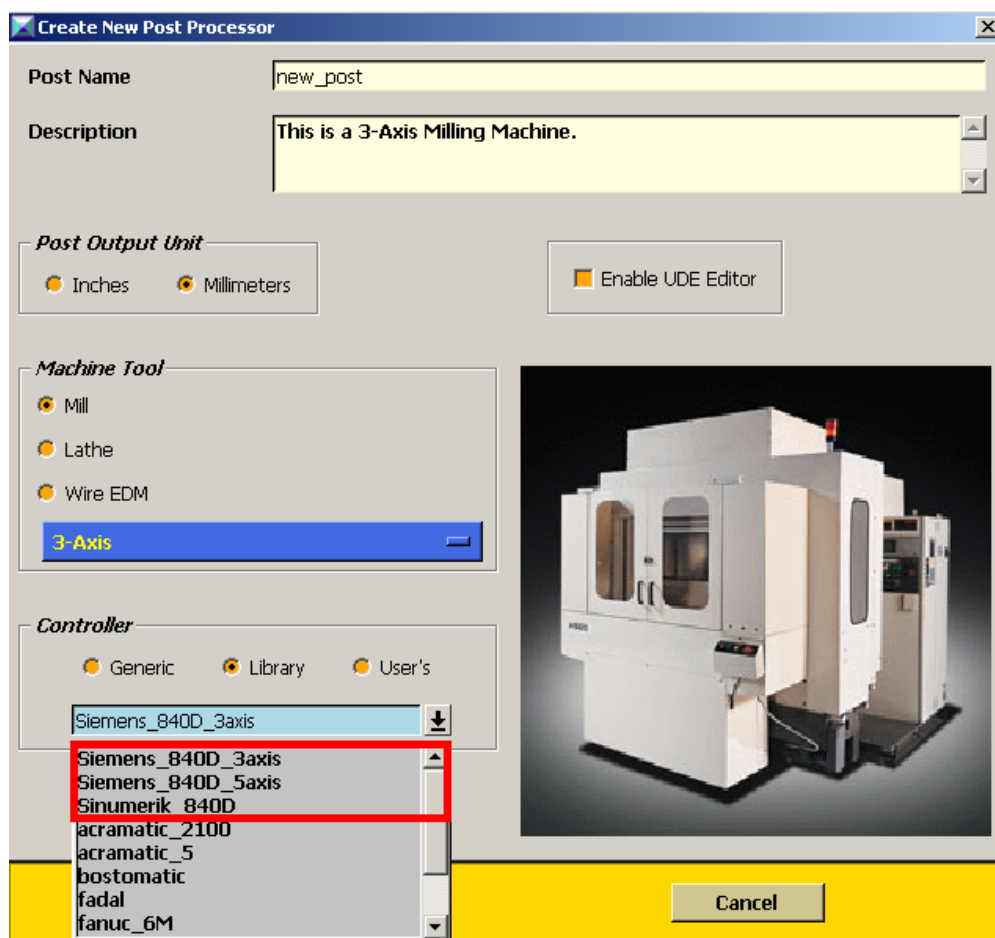 Create New Post Processor
Post Name
new_post
Description
This is a 3-Axis Milling Machine.
Post Output Unit
Inches
Millimeters
Enable UDE Editor
Machine Tool
Mill
Lathe
Wire EDM
3-Axis
Controller
Generic
Library
User's
Siemens_840D_3axis
Siemens_840D_3axis
Siemens_840D_5axis
Sinumerik_840D
acramatic_2100
acramatic_5
bostomatic
fadal
fanuc_6M
Cancel